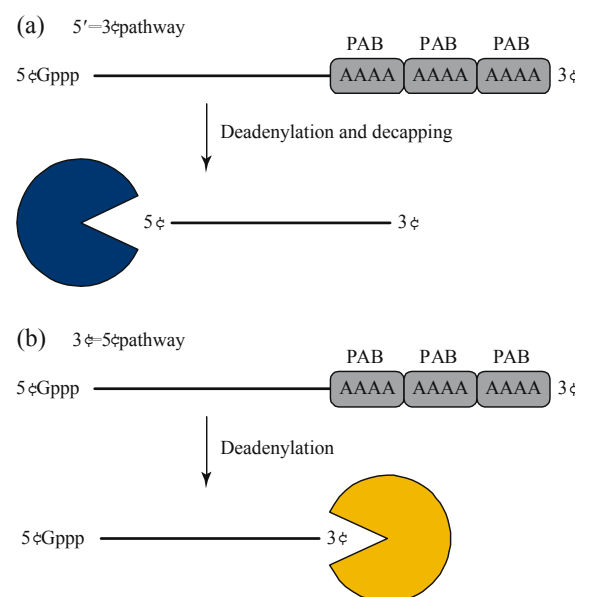 (a) 5′=3¢pathway
PAB PAB PAB
5¢Gppp AAAA AAAA AAAA 3¢
Deadenylation and decapping
5¢ 3¢
(b) 3¢=5¢pathway
PAB PAB PAB
5¢Gppp AAAA AAAA AAAA 3¢
Deadenylation
5¢Gppp 3¢